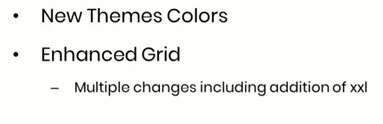 • New Themes Colors
• Enhanced Grid
– Multiple changes including addition of xxl